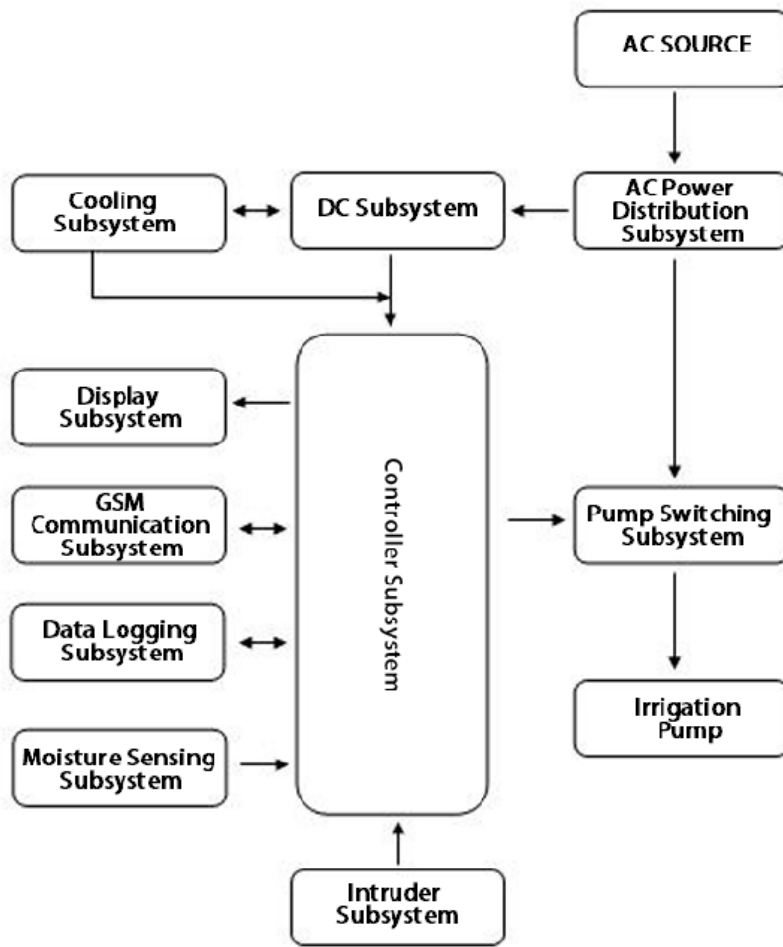 AC SOURCE
Cooling
Subsystem
DC Subsystem
AC Power
Distribution
Subsystem
Display
Subsystem
GSM
Communication
Subsystem
Controller Subsystem
Pump Switching
Subsystem
Data Logging
Subsystem
Irrigation
Pump
Moisture Sensing
Subsystem
Intruder
Subsystem